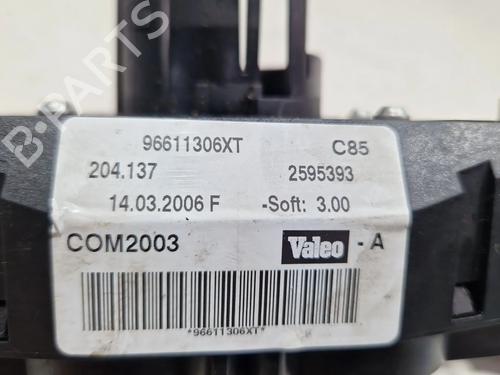 96611306XT C85
204.137 2595393
14.03.2006 F -Soft: 3.00
COM2003 Valeo -A
*96611306XT*
B-PARTS